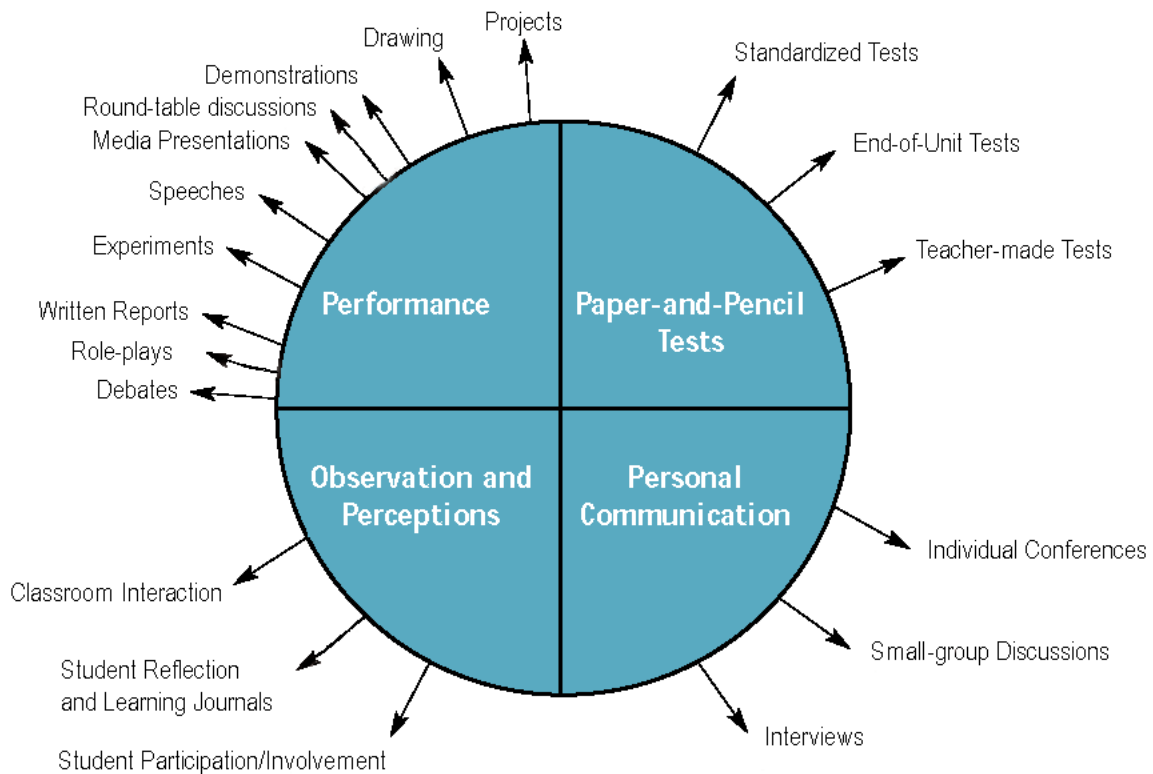 Projects
Drawing
Standardized Tests
Demonstrations
Round-table discussions
Media Presentations
End-of-Unit Tests
Speeches
Experiments
Teacher-made Tests
Performance
Paper-and-Pencil
Tests
Written Reports
Role-plays
Debates
Observation and
Perceptions
Personal
Communication
Individual Conferences
Classroom Interaction
Small-group Discussions
Student Reflection
and Learning Journals
Interviews
Student Participation/Involvement